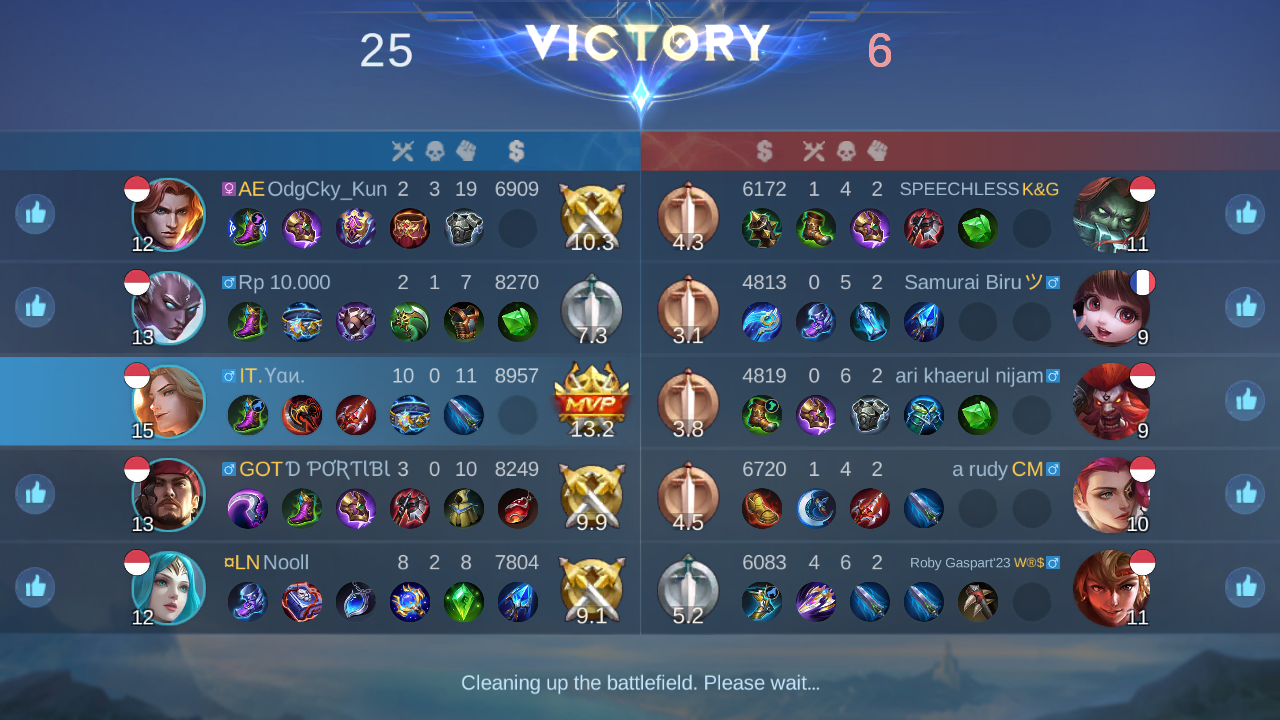 25 VICTORY 6
AE OdgCky_Kun 2 3 19 6909 10.3 12
4.3 6172 1 4 2 SPEECHLESS K&G 11
Rp 10.000 2 1 7 8270 7.3 13
3.1 4813 0 5 2 Samurai Biru ツ 9
IT.Yαи. 10 0 11 8957 MVP 13.2 15
3.8 4819 0 6 2 ari khaerul nijam 9
GOT 3 0 10 8249 9.9 13
4.5 6720 1 4 2 a rudy CM 10
¤LN Nooll 8 2 8 7804 9.1 12
5.2 6083 4 6 2 Roby Gaspart'23 W®$ 11
Cleaning up the battlefield. Please wait...